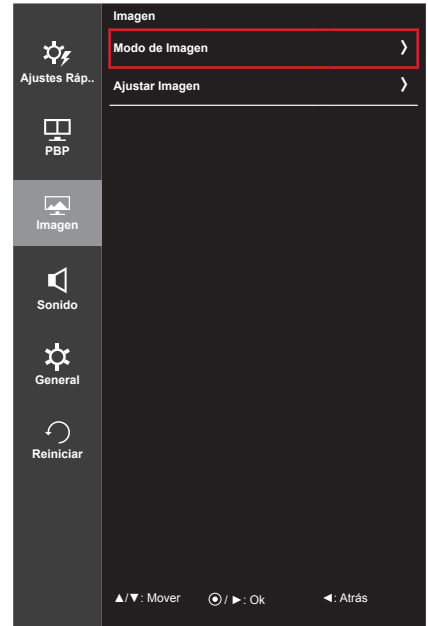 Imagen
Modo de Imagen ❭
Ajustar Imagen ❭
Ajustes Ráp..
PBP
Imagen
Sonido
General
Reiniciar
▲/▼: Mover ◉ / ►: Ok ◄: Atrás